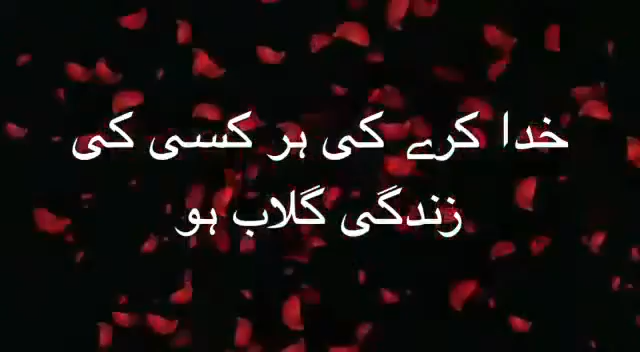 خدا کرے کی ہر کسی کی
زندگی گلاب ہو